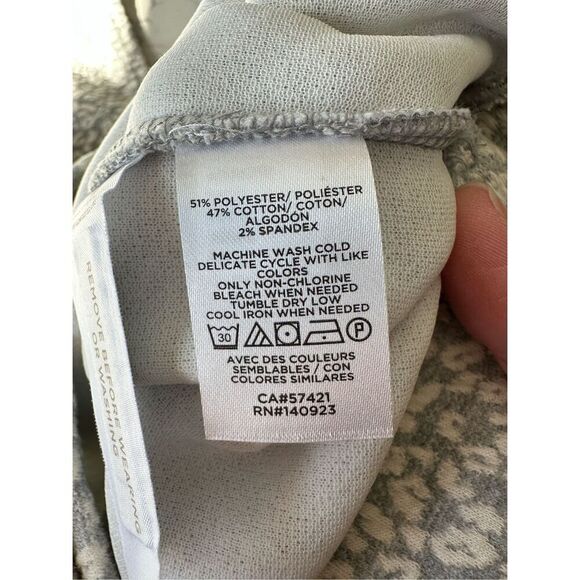 51% POLYESTER/ POLIÉSTER
47% COTTON/ COTON/
ALGODÓN
2% SPANDEX
MACHINE WASH COLD
DELICATE CYCLE WITH LIKE
COLORS
ONLY NON-CHLORINE
BLEACH WHEN NEEDED
TUMBLE DRY LOW
COOL IRON WHEN NEEDED
30 P
AVEC DES COULEURS
SEMBLABLES / CON
COLORES SIMILARES
CA#57421
RN#140923
REMOVE BEFORE WEARING
OR WASHING